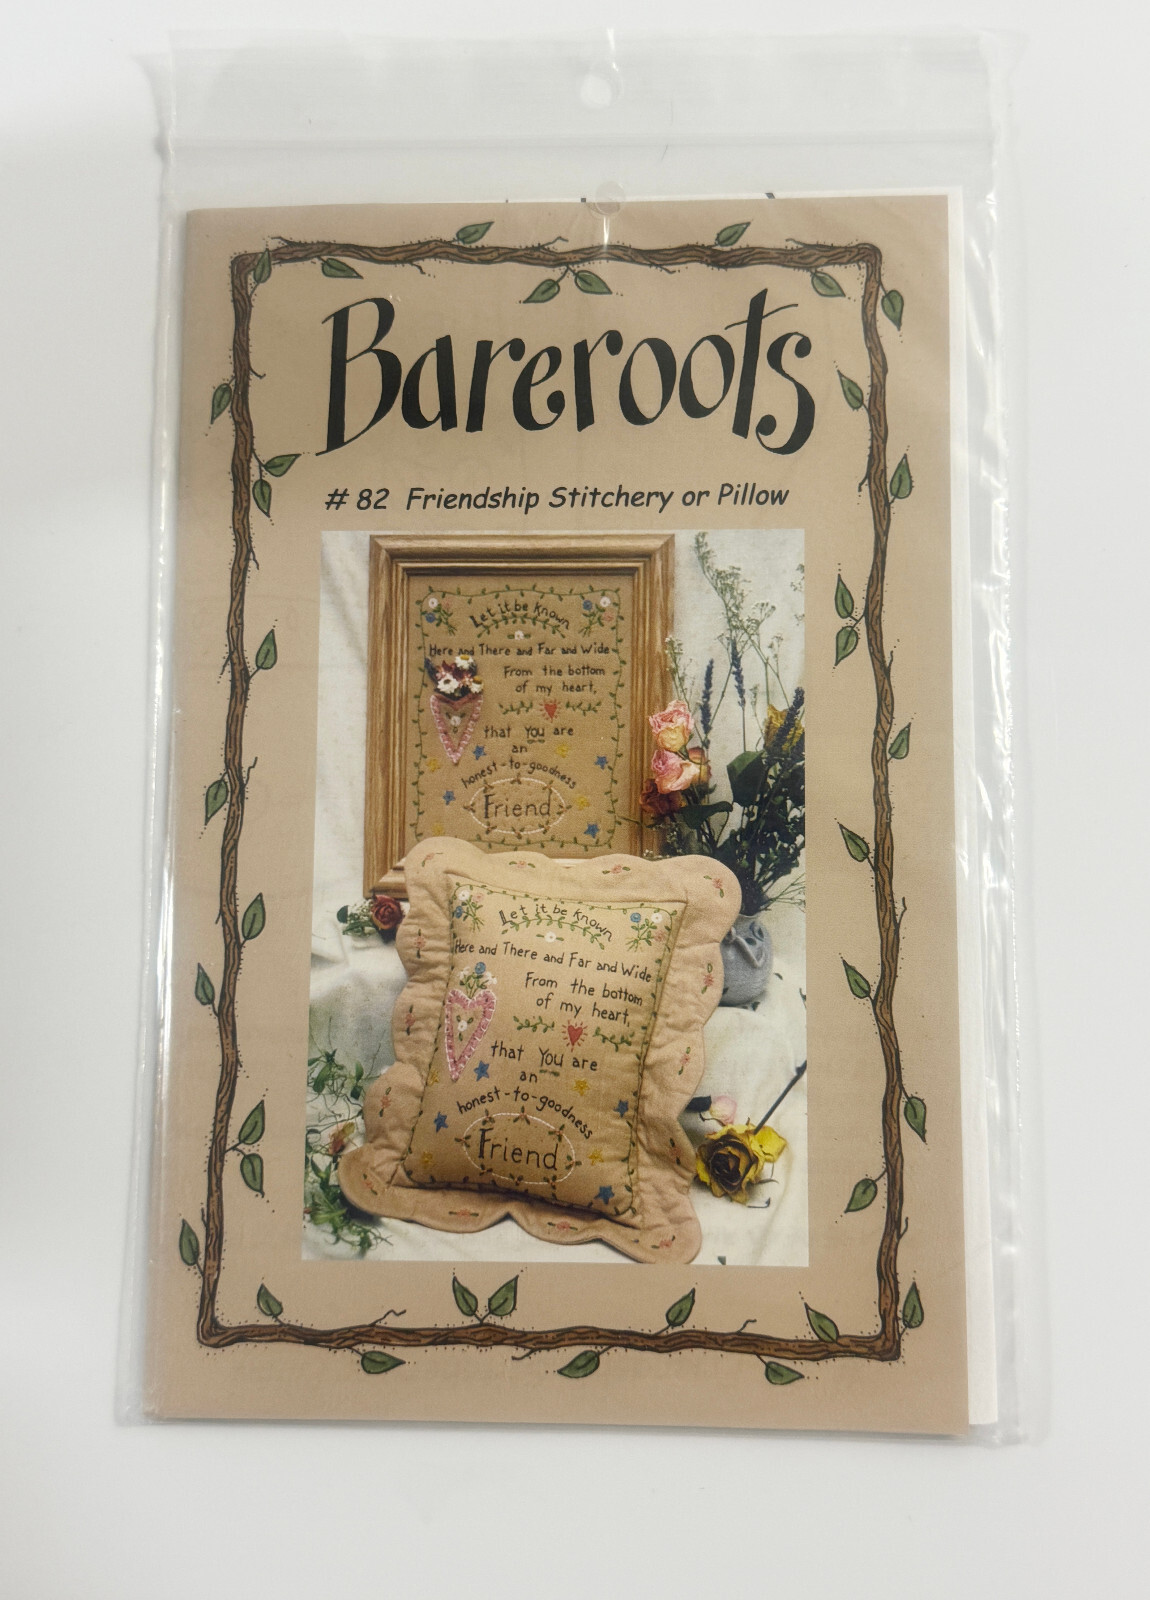 Bareroots
# 82 Friendship Stitchery or Pillow
Let it be known
Here and There and Far and Wide
From the bottom
of my heart,
that You are
an
honest-to-goodness
Friend
Let it be known
Here and There and Far and Wide
From the bottom
of my heart,
that You are
an
honest-to-goodness
Friend